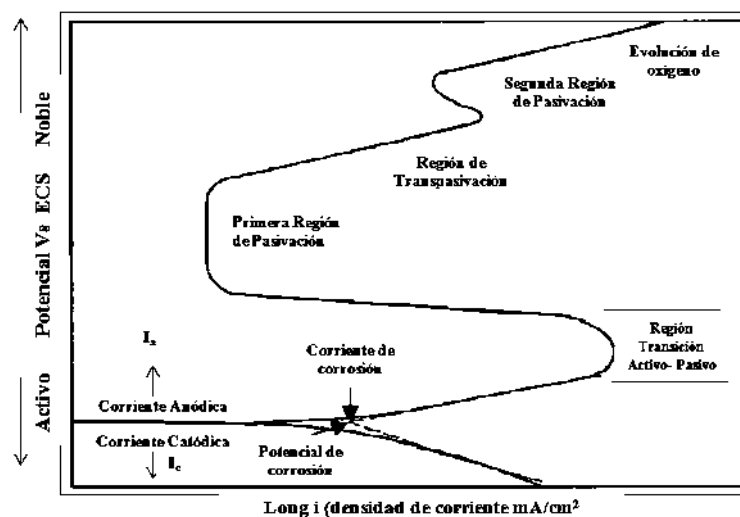 Evolución de
oxigeno
Segunda Región
de Pasivación
Región de
Transpasivación
Primera Región
de Pasivación
Región
Transición
Activo- Pasivo
Corriente de
corrosión
Ia
Corriente Anódica
Corriente Catódica
Ic
Potencial de
corrosión
Activo Potencial Vs ECS Noble
Long i (densidad de corriente mA/cm2